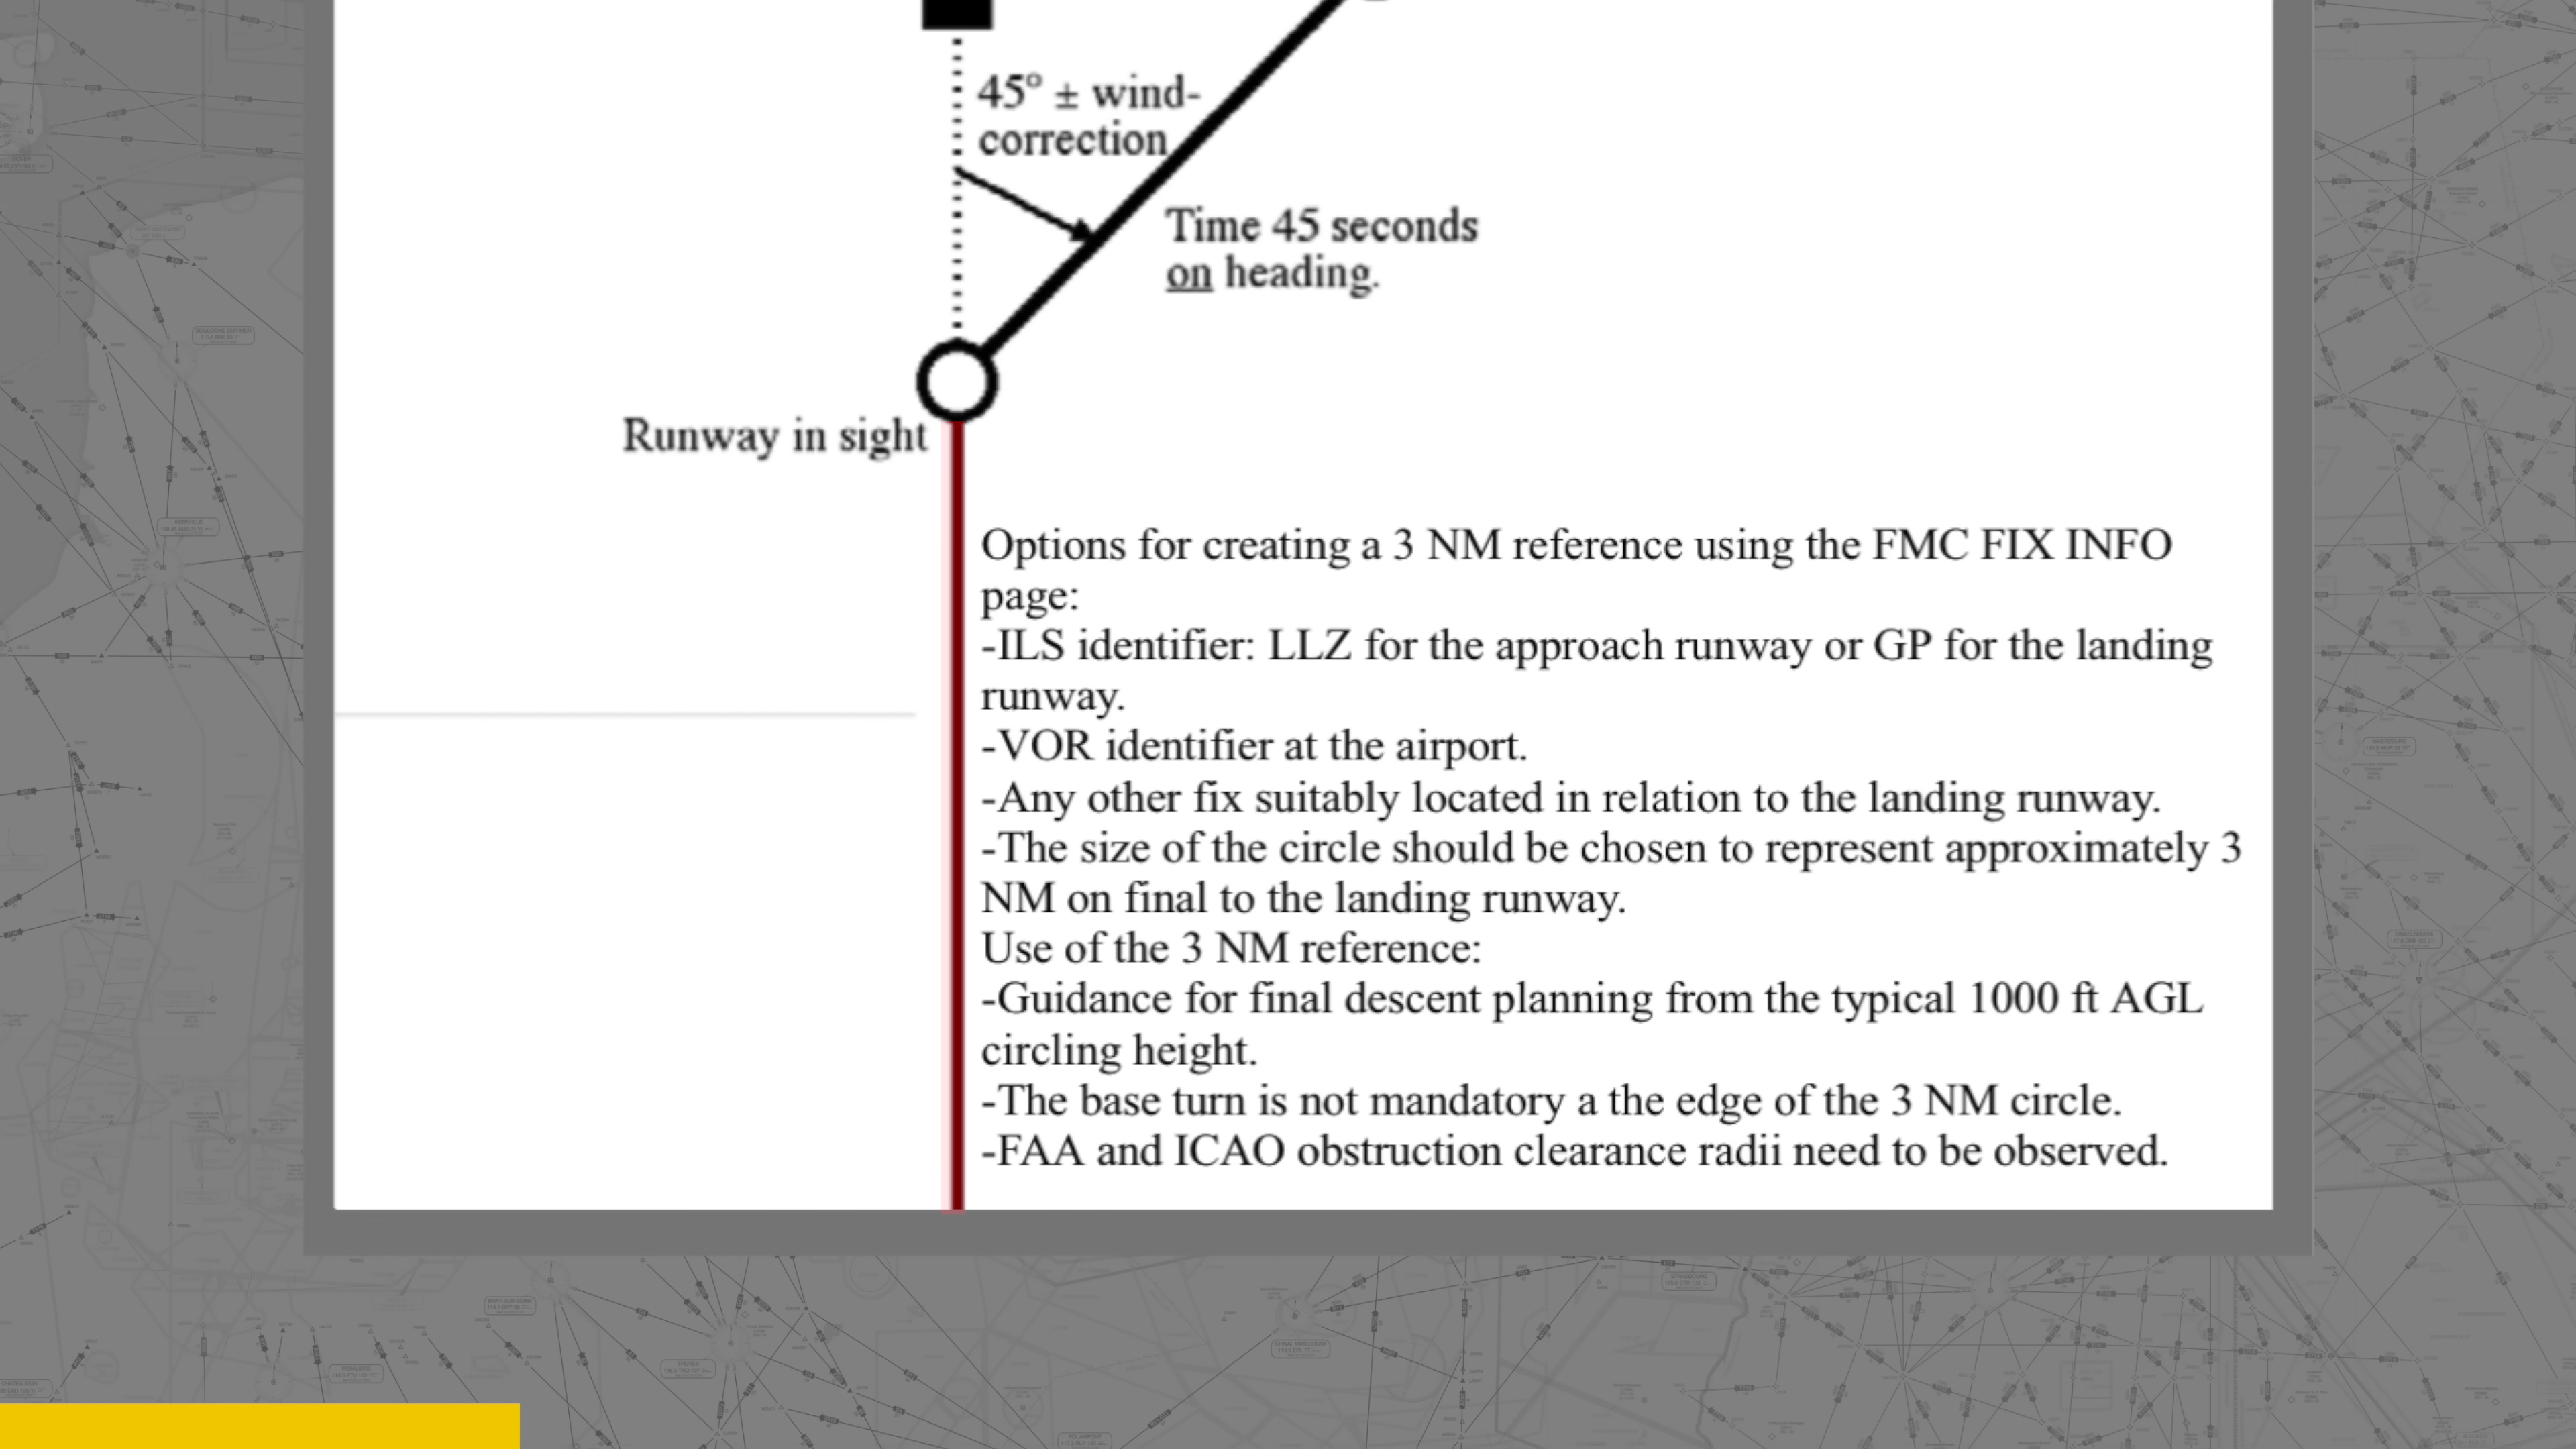 45° ± wind-
correction
Time 45 seconds
on heading.
Runway in sight
Options for creating a 3 NM reference using the FMC FIX INFO
page:
-ILS identifier: LLZ for the approach runway or GP for the landing
runway.
-VOR identifier at the airport.
-Any other fix suitably located in relation to the landing runway.
-The size of the circle should be chosen to represent approximately 3
NM on final to the landing runway.
Use of the 3 NM reference:
-Guidance for final descent planning from the typical 1000 ft AGL
circling height.
-The base turn is not mandatory a the edge of the 3 NM circle.
-FAA and ICAO obstruction clearance radii need to be observed.